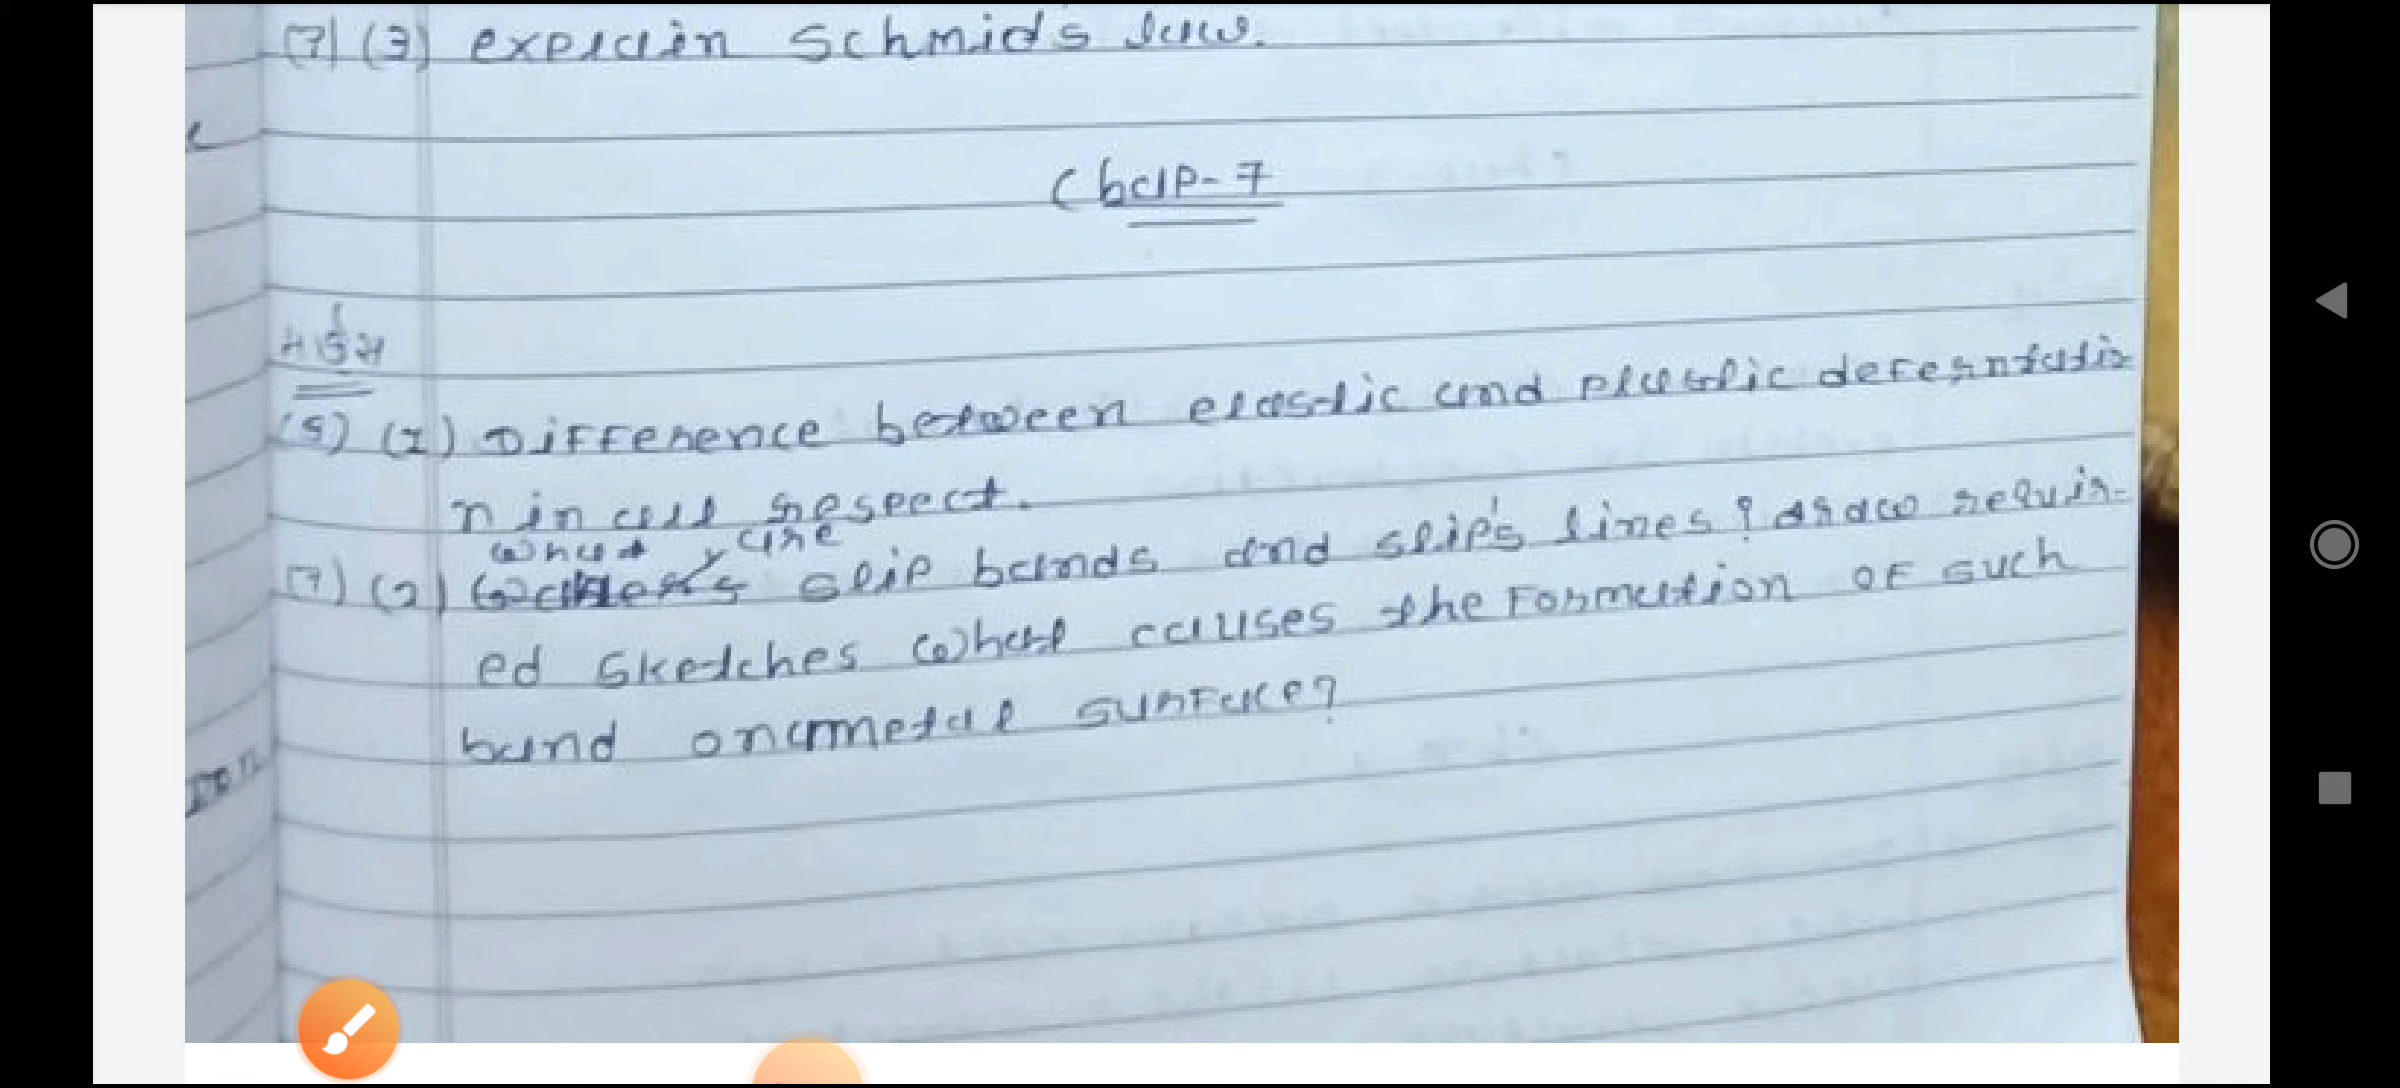 (7) (3) explain Schmid's law.
Chap-7
માર્ક્સ
(5) (1) Difference between elastic and plastic deformatio
n in all respect.
what are
(7) (2) slip bands and slip's lines? draw requir-
ed sketches what causes the Formation of such
band on a metal surface?